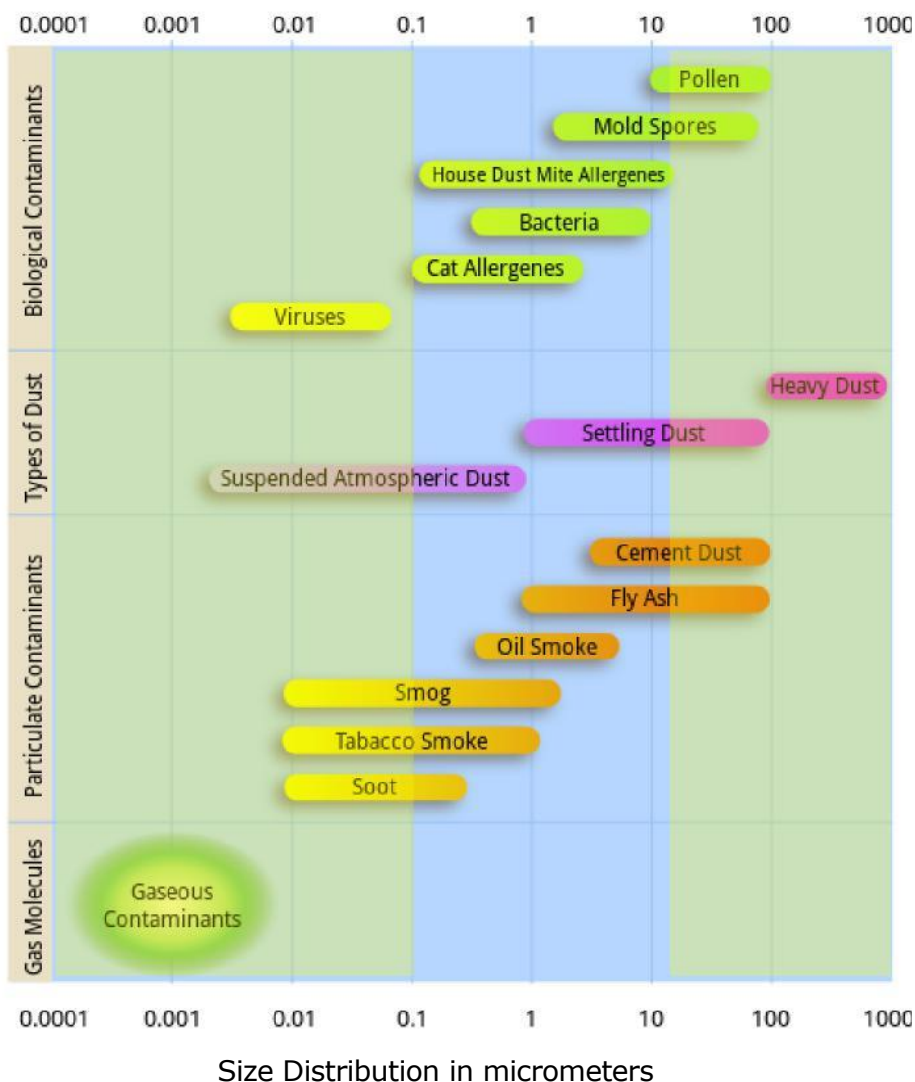 0.0001 0.001 0.01 0.1 1 10 100 1000
Biological Contaminants
Pollen
Mold Spores
House Dust Mite Allergenes
Bacteria
Cat Allergenes
Viruses
Types of Dust
Heavy Dust
Settling Dust
Suspended Atmospheric Dust
Particulate Contaminants
Cement Dust
Fly Ash
Oil Smoke
Smog
Tabacco Smoke
Soot
Gas Molecules
Gaseous
Contaminants
0.0001 0.001 0.01 0.1 1 10 100 1000
Size Distribution in micrometers